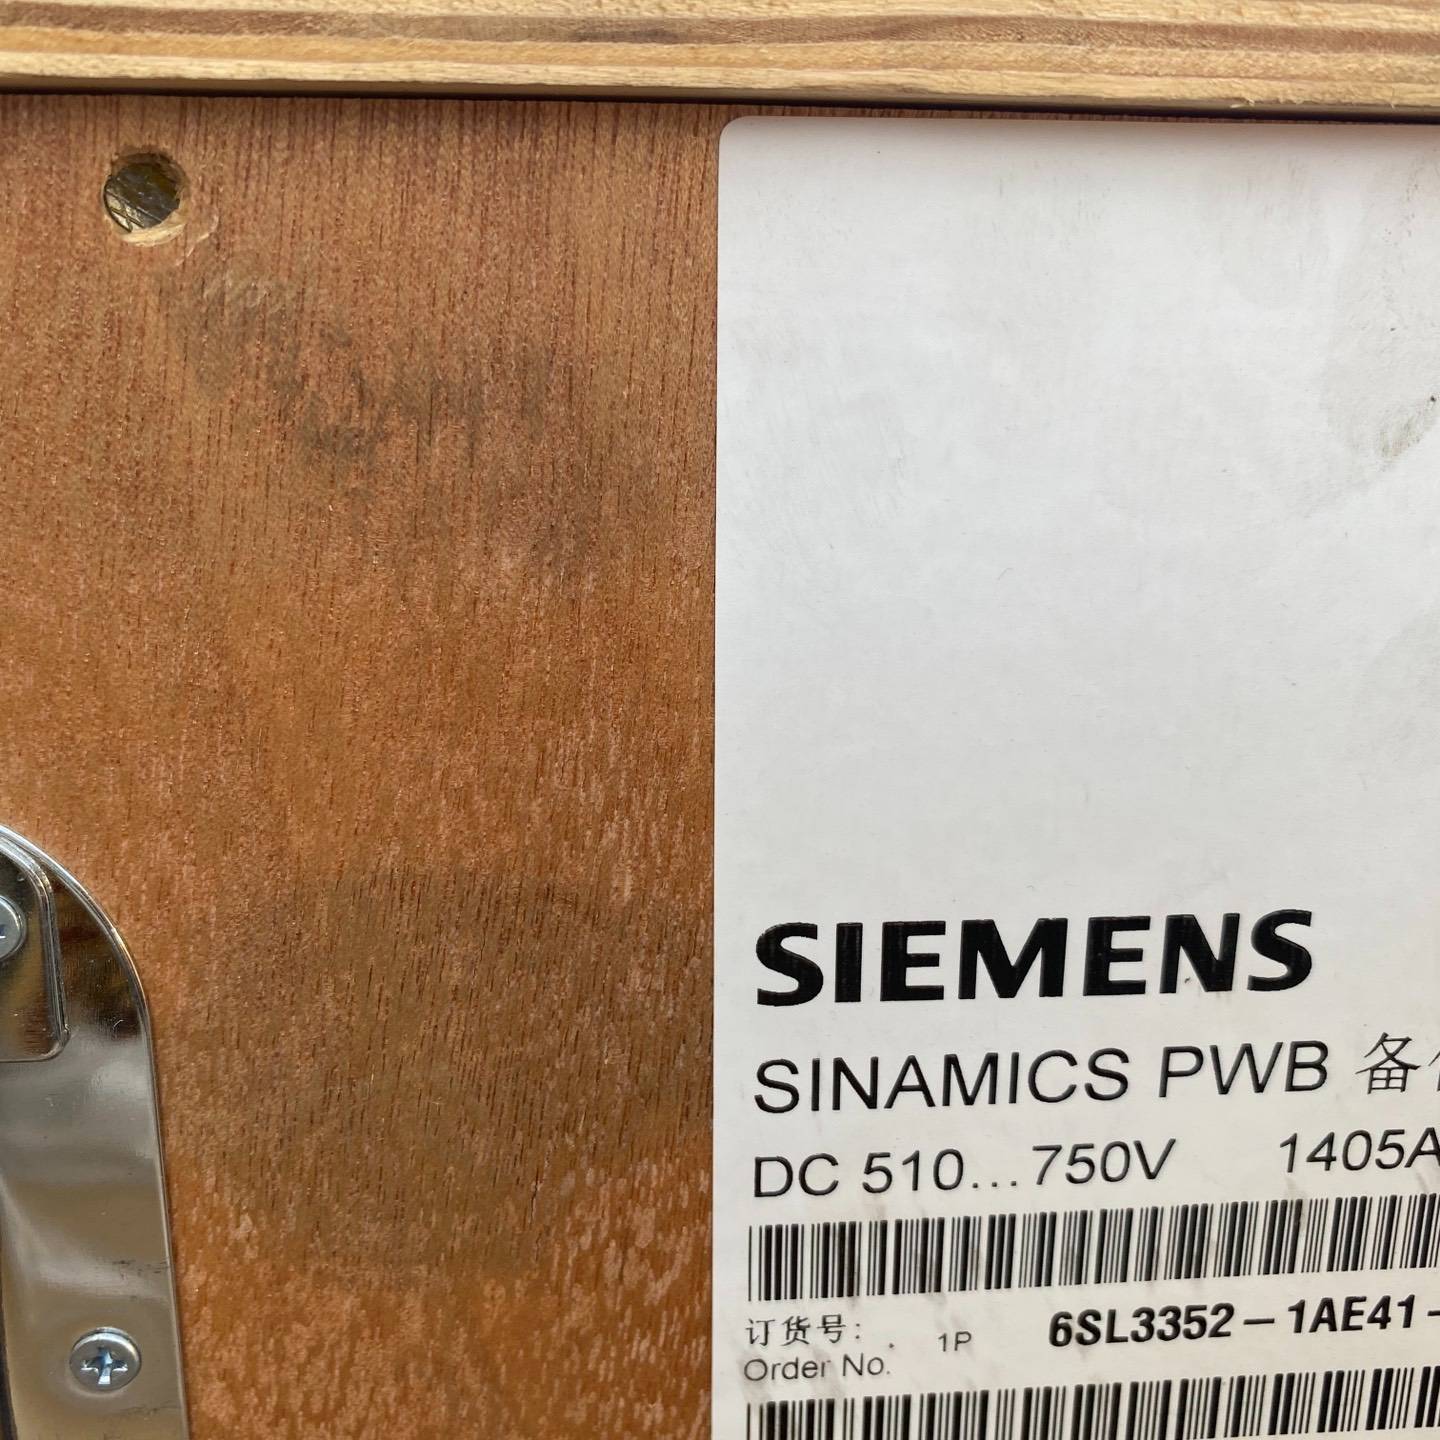 SIEMENS
SINAMICS PWB 备
DC 510...750V 1405A
订货号: 1P 6SL3352-1AE41-
Order No.